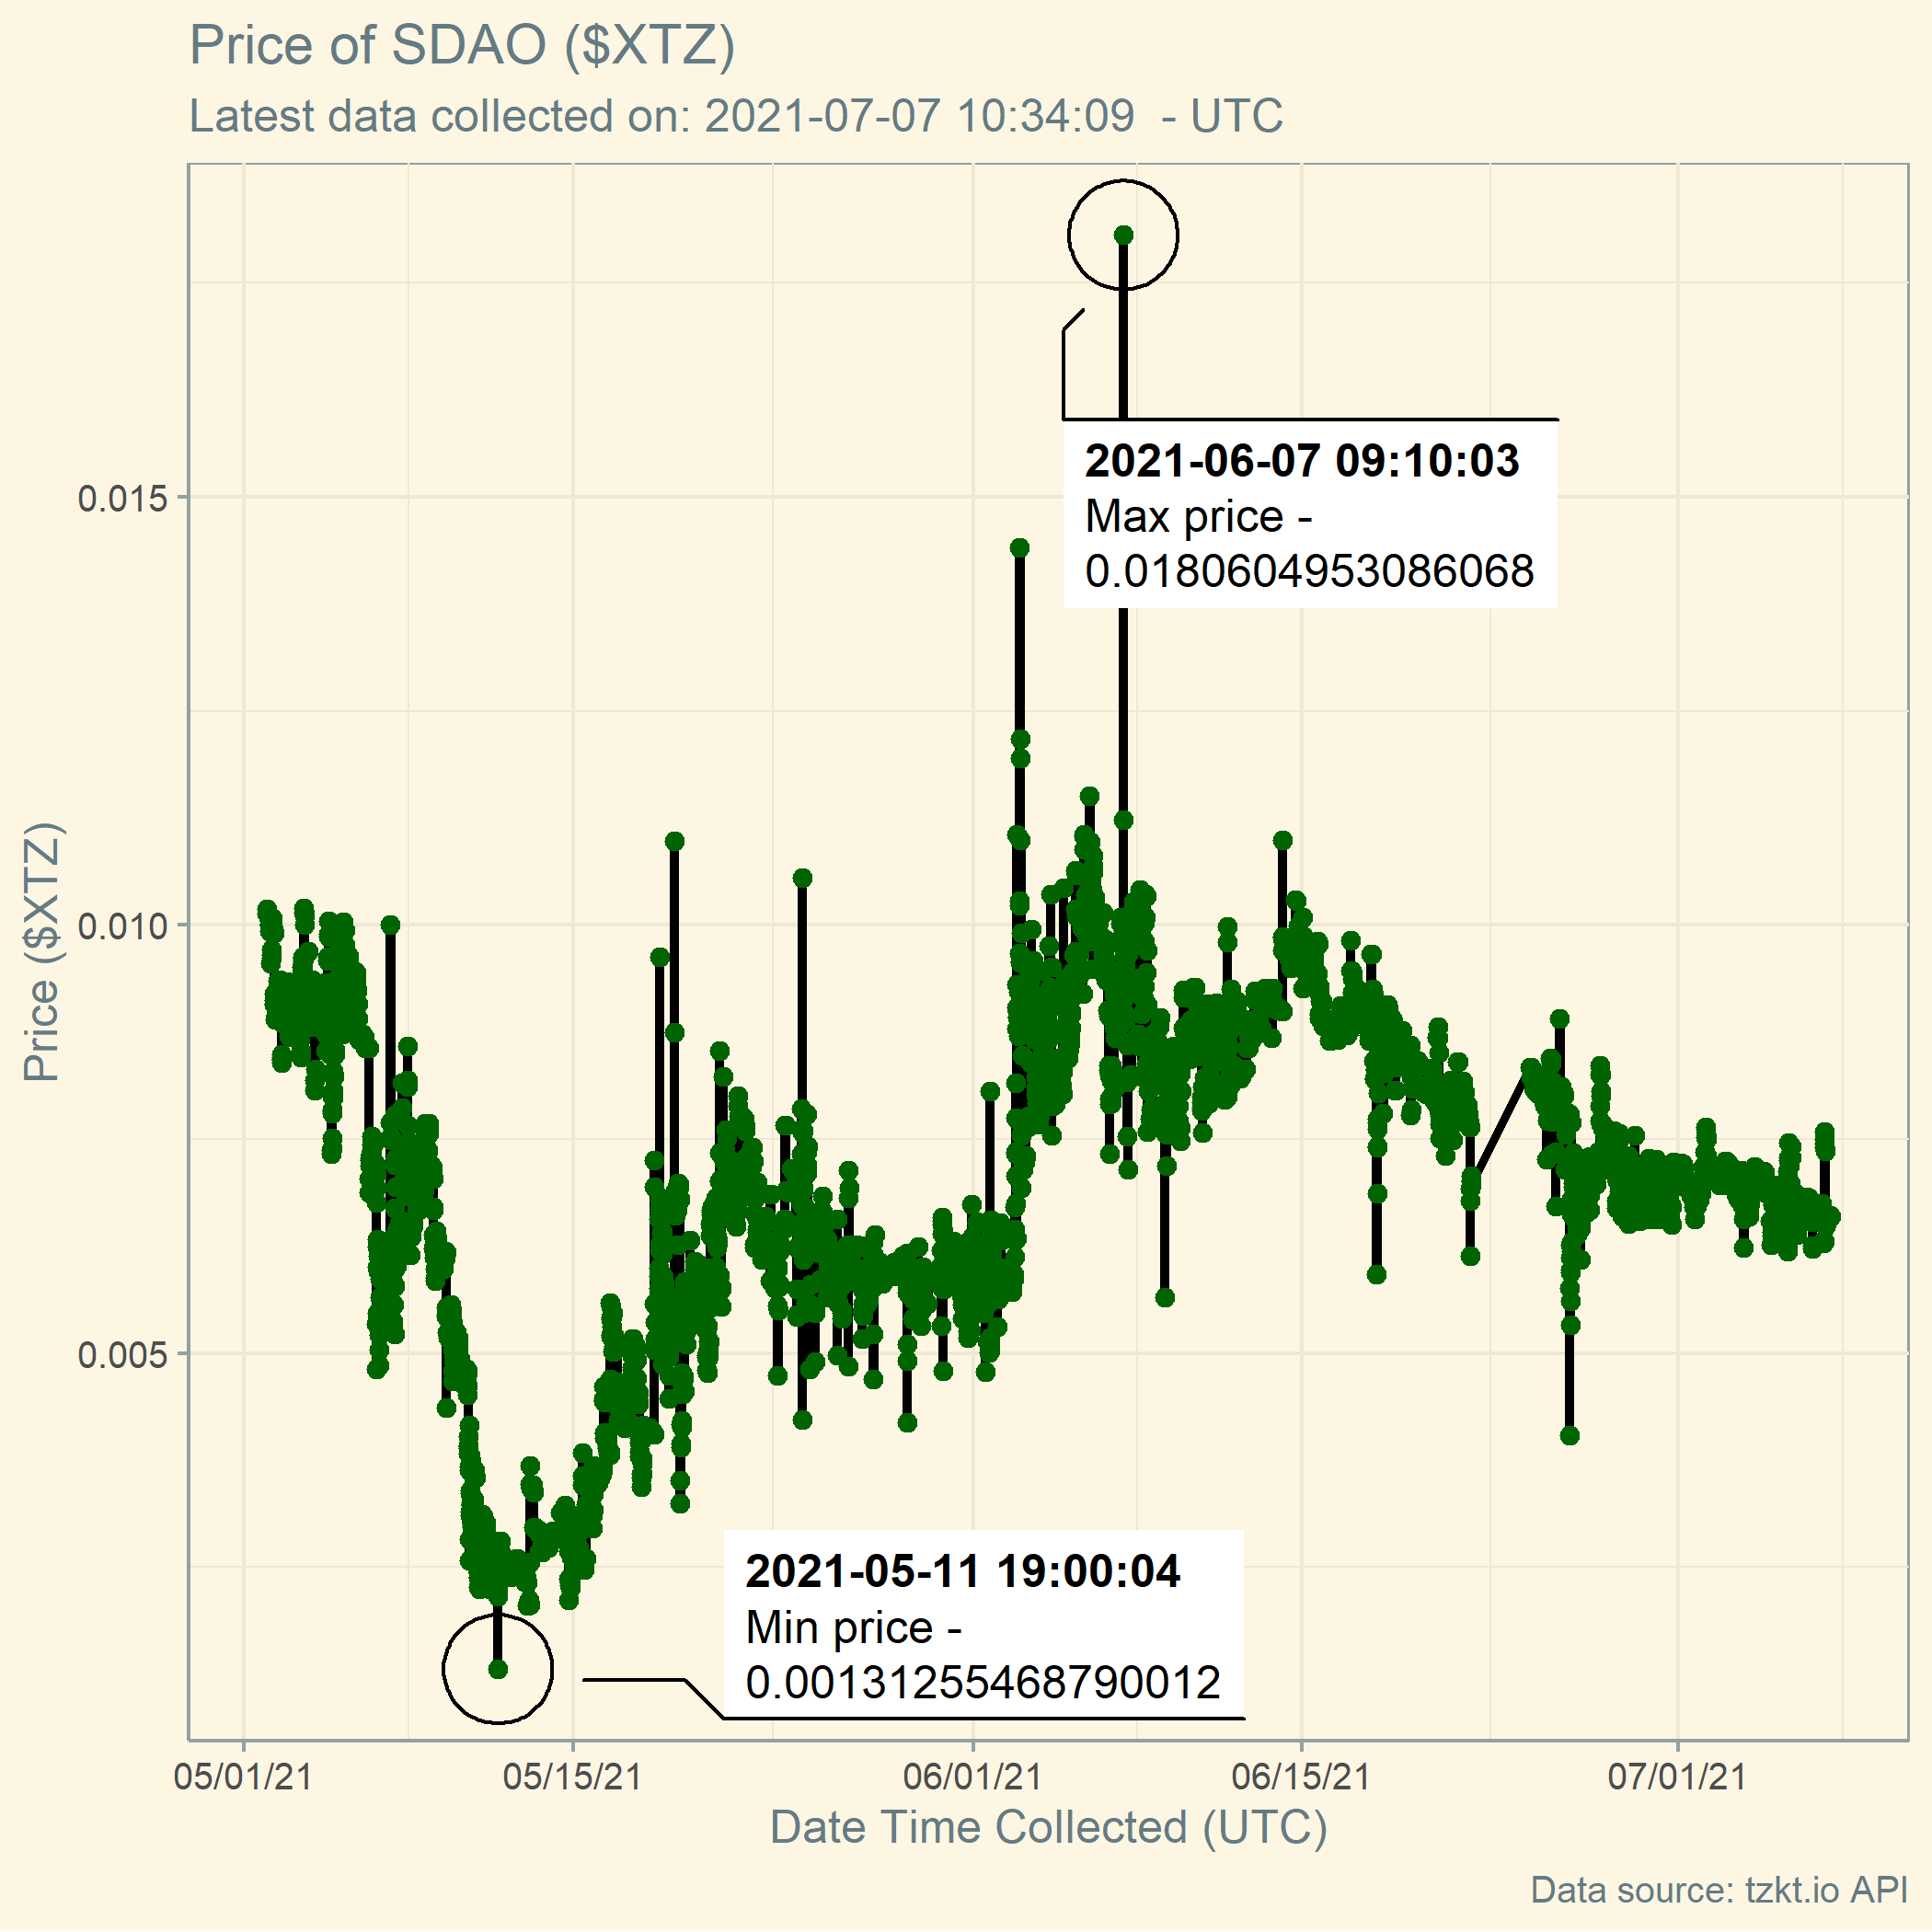 Price of SDAO ($XTZ)
Latest data collected on: 2021-07-07 10:34:09  - UTC
2021-06-07 09:10:03
Max price -
0.0180604953086068
0.015
0.010
0.005
Price ($XTZ)
2021-05-11 19:00:04
Min price -
0.00131255468790012
05/01/21
05/15/21
06/01/21
06/15/21
07/01/21
Date Time Collected (UTC)
Data source: tzkt.io API